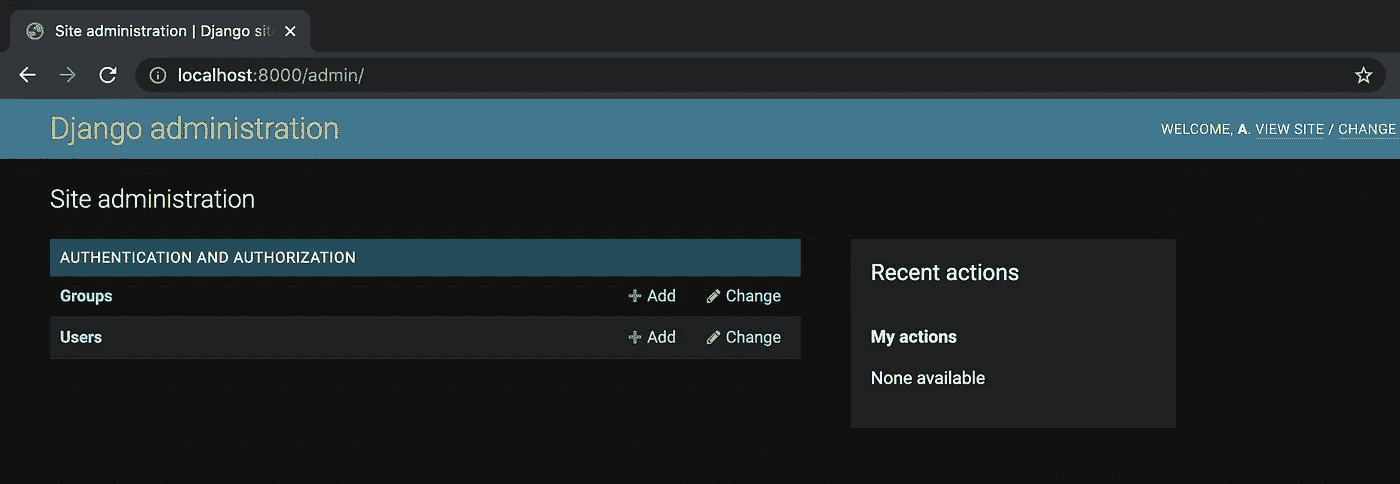 Site administration | Django sit
localhost:8000/admin/
Django administration
WELCOME, A. VIEW SITE / CHANGE
Site administration
AUTHENTICATION AND AUTHORIZATION
Groups + Add Change
Users + Add Change
Recent actions
My actions
None available